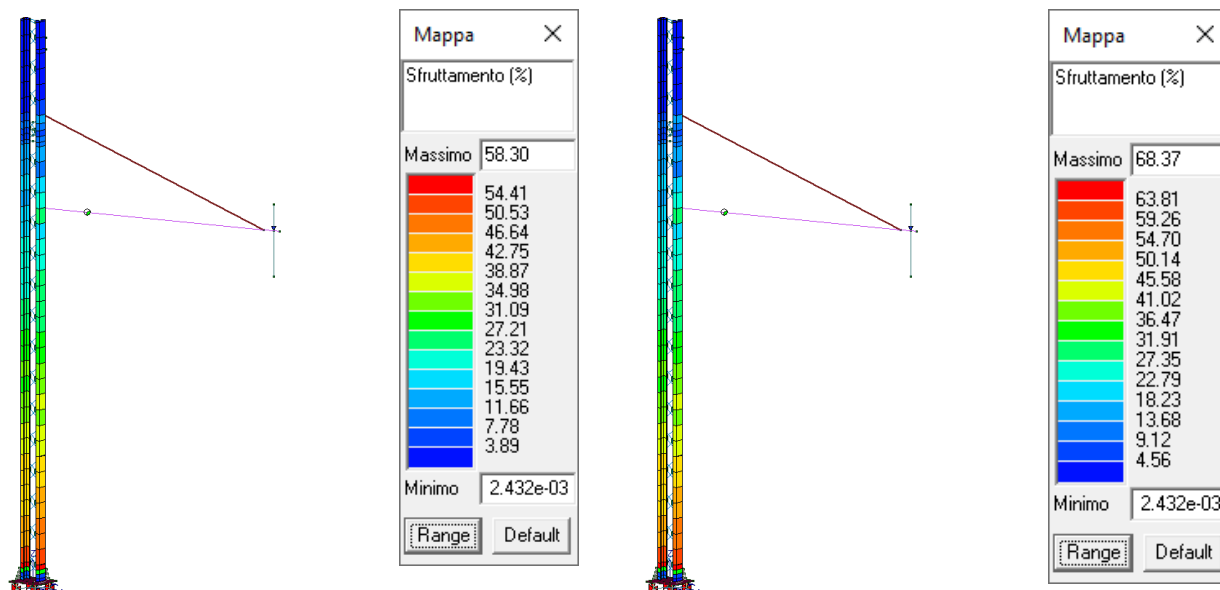 Mappa
Sfruttamento (%)
Massimo 58.30
54.41
50.53
46.64
42.75
38.87
34.98
31.09
27.21
23.32
19.43
15.55
11.66
7.78
3.89
Minimo 2.432e-03
Range Default
Mappa
Sfruttamento (%)
Massimo 68.37
63.81
59.26
54.70
50.14
45.58
41.02
36.47
31.91
27.35
22.79
18.23
13.68
9.12
4.56
Minimo 2.432e-03
Range Default